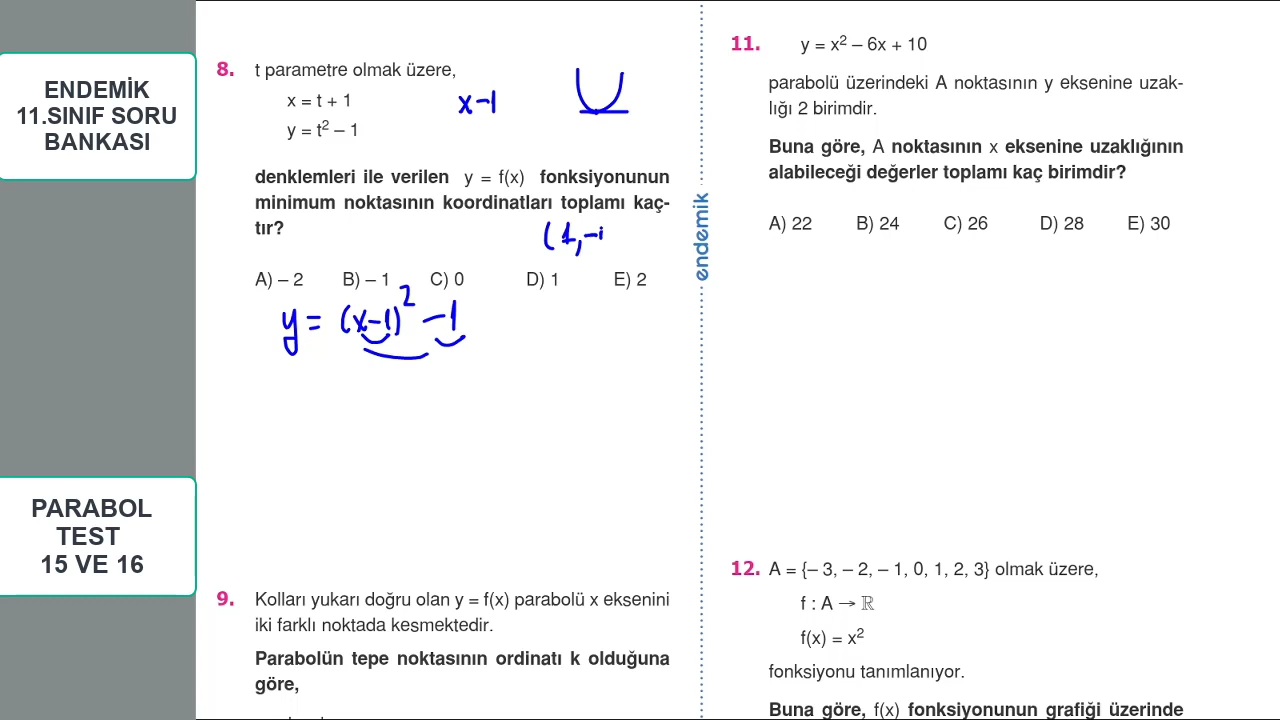 ENDEMİK
11.SINIF SORU
BANKASI
PARABOL
TEST
15 VE 16
8. t parametre olmak üzere,
x = t + 1
y = t² – 1
x-1
denklemleri ile verilen y = f(x) fonksiyonunun
minimum noktasının koordinatları toplamı kaç-
tır?
(1,-1
A) – 2 B) – 1 C) 0 D) 1 E) 2
y = (x-1)² -1
9. Kolları yukarı doğru olan y = f(x) parabolü x eksenini
iki farklı noktada kesmektedir.
Parabolün tepe noktasının ordinatı k olduğuna
göre,
endemik
11. y = x² – 6x + 10
parabolü üzerindeki A noktasının y eksenine uzak-
lığı 2 birimdir.
Buna göre, A noktasının x eksenine uzaklığının
alabileceği değerler toplamı kaç birimdir?
A) 22 B) 24 C) 26 D) 28 E) 30
12. A = {– 3, – 2, – 1, 0, 1, 2, 3} olmak üzere,
f : A → ℝ
f(x) = x²
fonksiyonu tanımlanıyor.
Buna göre, f(x) fonksiyonunun grafiği üzerinde